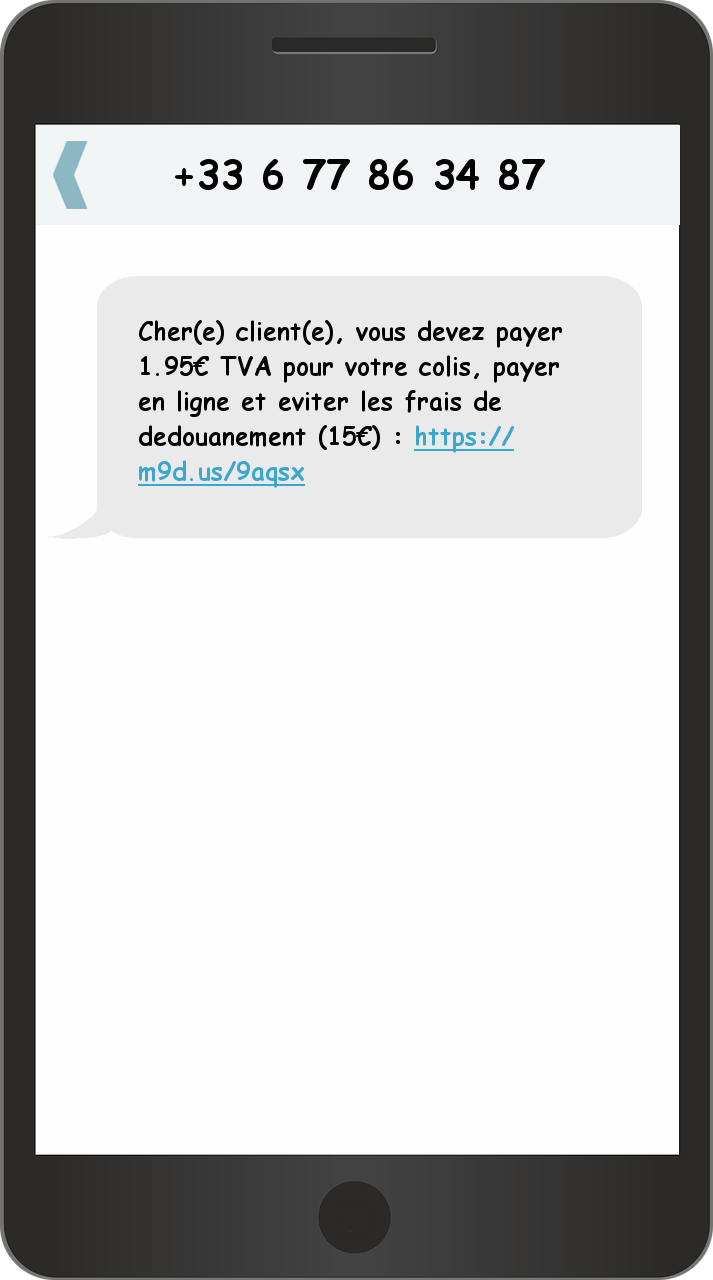 +33 6 77 86 34 87
Cher(e) client(e), vous devez payer
1.95€ TVA pour votre colis, payer
en ligne et eviter les frais de
dedouanement (15€) : https://
m9d.us/9aqsx